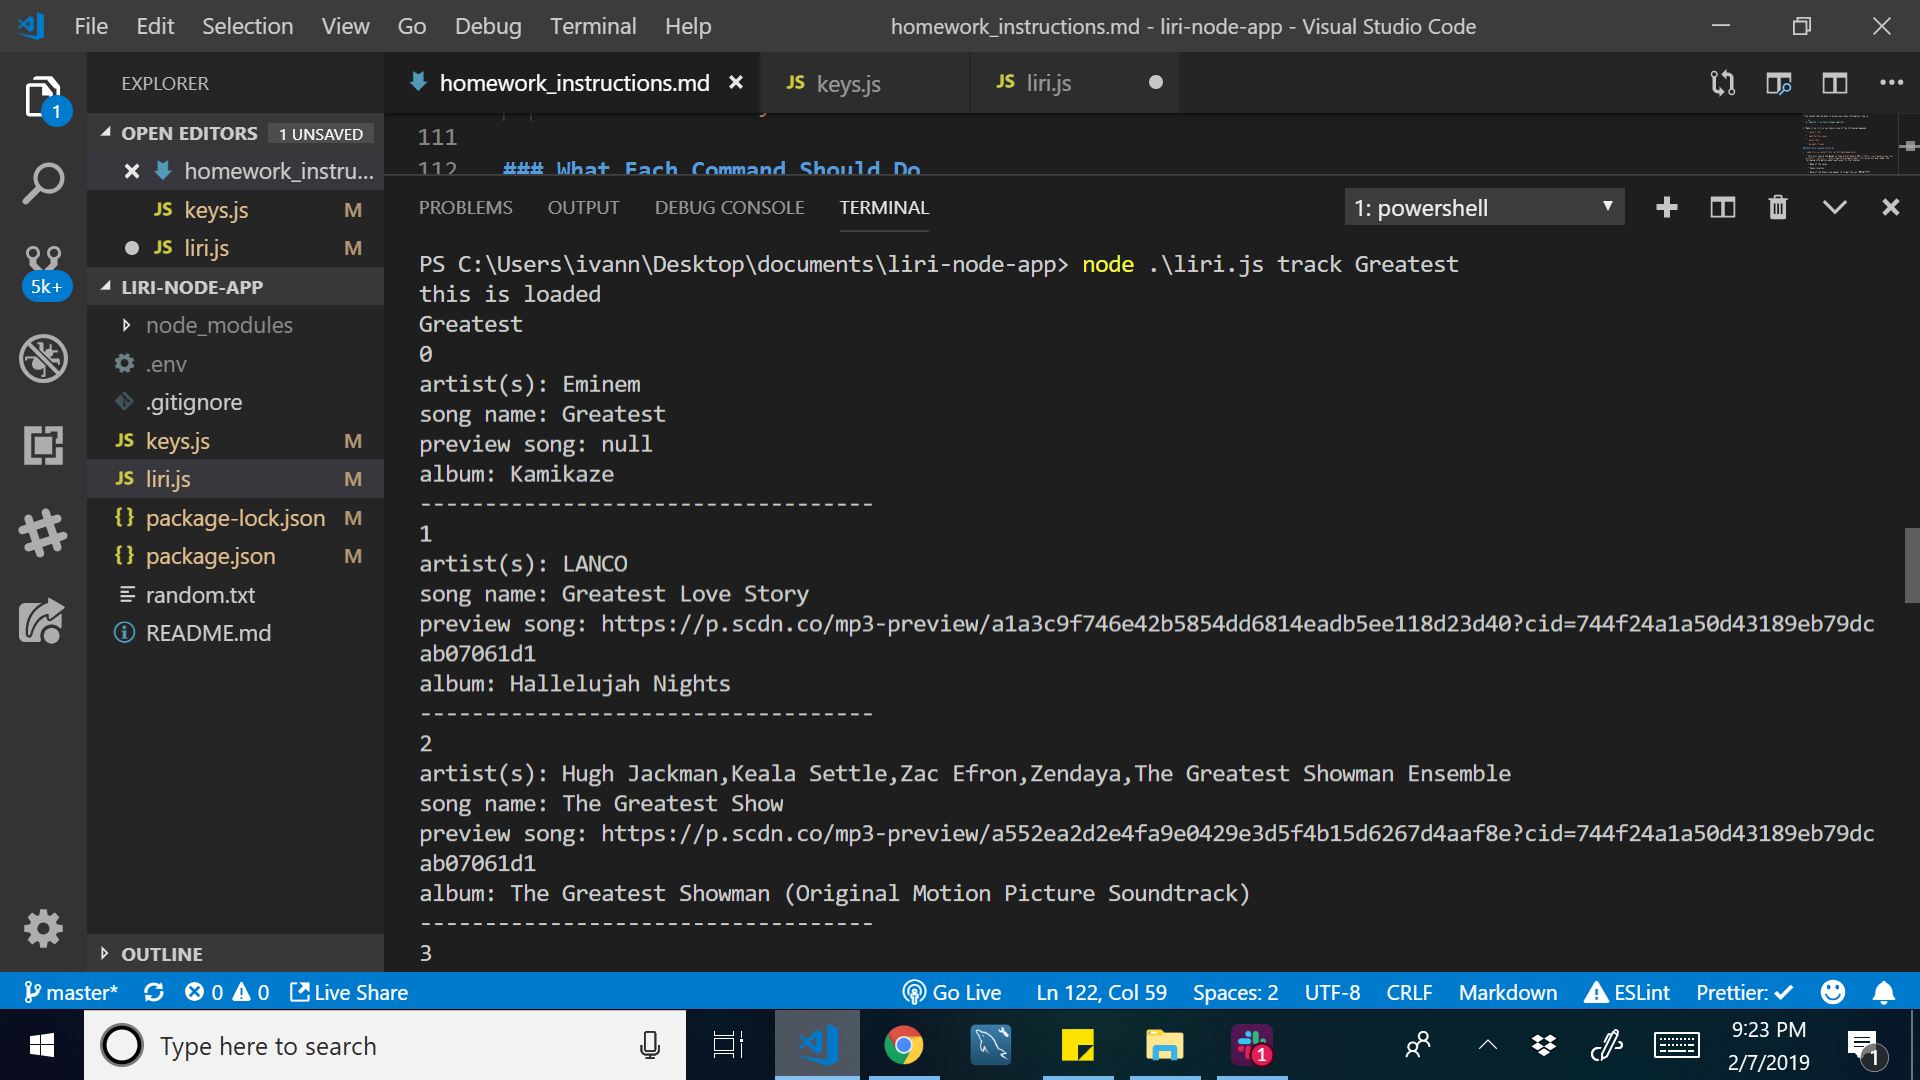 File Edit Selection View Go Debug Terminal Help
homework_instructions.md - liri-node-app - Visual Studio Code
EXPLORER
homework_instructions.md
JS keys.js
JS liri.js
1
OPEN EDITORS 1 UNSAVED
homework_instru...
JS keys.js M
JS liri.js M
5k+
LIRI-NODE-APP
node_modules
.env
.gitignore
JS keys.js M
JS liri.js M
{} package-lock.json M
{} package.json M
random.txt
README.md
OUTLINE
111
112 ### What Each Command Should Do
PROBLEMS OUTPUT DEBUG CONSOLE TERMINAL
1: powershell
PS C:\Users\ivann\Desktop\documents\liri-node-app> node .\liri.js track Greatest
this is loaded
Greatest
0
artist(s): Eminem
song name: Greatest
preview song: null
album: Kamikaze
-----------------------------------
1
artist(s): LANCO
song name: Greatest Love Story
preview song: https://p.scdn.co/mp3-preview/a1a3c9f746e42b5854dd6814eadb5ee118d23d40?cid=744f24a1a50d43189eb79dc
ab07061d1
album: Hallelujah Nights
-----------------------------------
2
artist(s): Hugh Jackman,Keala Settle,Zac Efron,Zendaya,The Greatest Showman Ensemble
song name: The Greatest Show
preview song: https://p.scdn.co/mp3-preview/a552ea2d2e4fa9e0429e3d5f4b15d6267d4aaf8e?cid=744f24a1a50d43189eb79dc
ab07061d1
album: The Greatest Showman (Original Motion Picture Soundtrack)
-----------------------------------
3
master* 0 0 Live Share
Go Live Ln 122, Col 59 Spaces: 2 UTF-8 CRLF Markdown ESLint Prettier: ✓
Type here to search
1
9:23 PM
2/7/2019
1